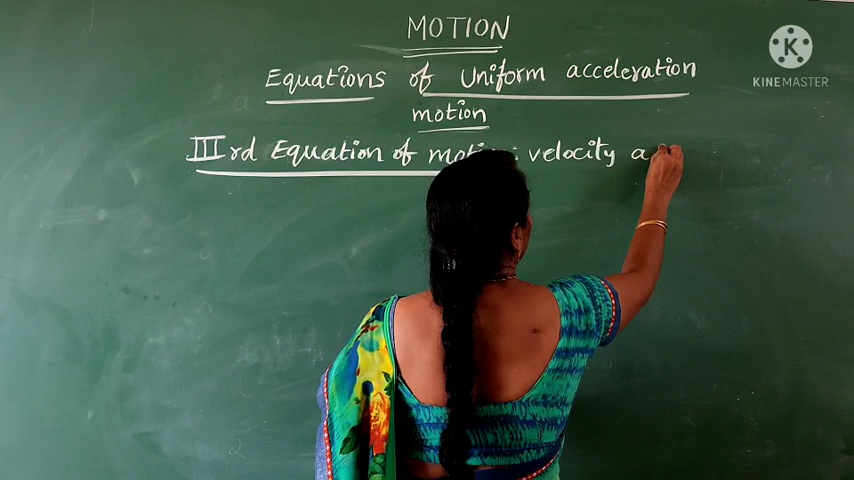 MOTION
Equations of Uniform acceleration
motion
IIIrd Equation of : velocity a
K
KINEMASTER